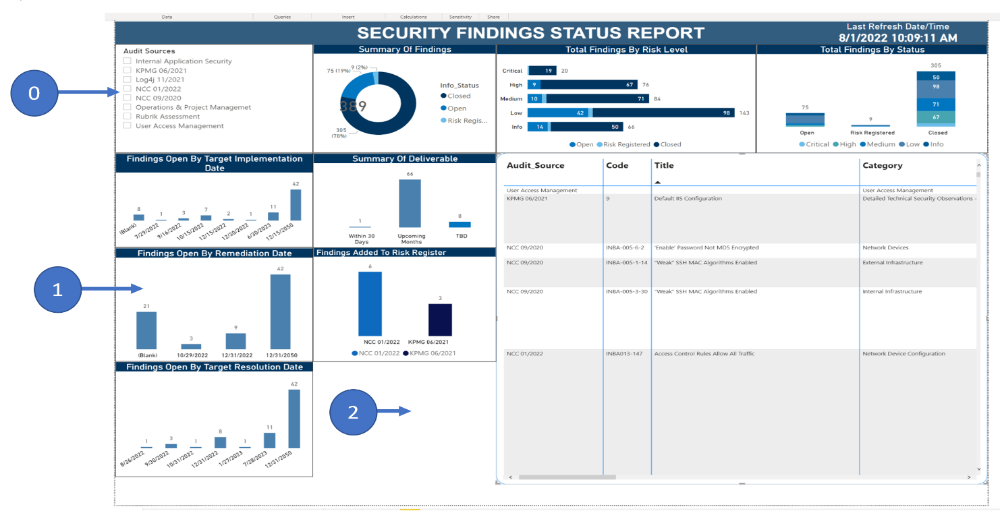 Data Queries Insert Calculations Sensitivity Share
SECURITY FINDINGS STATUS REPORT
Last Refresh Date/Time
8/1/2022 10:09:11 AM
0
Audit Sources
Internal Application Security
KPMG 06/2021
Log4j 11/2021
NCC 01/2022
NCC 09/2020
Operations & Project Managemet
Rubrik Assessment
User Access Management
Summary Of Findings
75 (19%)
9 (2%)
389
305
(78%)
Info_Status
Closed
Open
Risk Regis...
Total Findings By Risk Level
Critical 19 20
High 9 67 76
Medium 10 71 84
Low 42 98 143
Info 14 50 66
Open Risk Registered Closed
Total Findings By Status
305
50
98
75
71
9
67
Open Risk Registered Closed
Critical High Medium Low Info
Findings Open By Target Implementation
Date
8 1 3 7 2 1 11 42
(Blank) 7/29/2022 9/16/2022 10/15/2022 12/15/2022 12/30/2022 6/30/2023 12/15/2050
Summary Of Deliverable
1 66 8
Within 30
Days
Upcoming
Months
TBD
1
Findings Open By Remediation Date
21 3 9 42
(Blank) 10/29/2022 12/31/2022 12/31/2050
Findings Added To Risk Register
6 3
NCC 01/2022 KPMG 06/2021
NCC 01/2022 KPMG 06/2021
Findings Open By Target Resolution Date
1 3 1 8 1 11 42
8/26/2022 9/30/2022 10/31/2022 12/31/2022 1/27/2023 7/28/2023 12/31/2050
2
Audit_Source Code Title Category
User Access Management User Access Management
KPMG 06/2021 9 Default IIS Configuration Detailed Technical Security Observations -
NCC 09/2020 INBA-005-6-2 'Enable' Password Not MD5 Encrypted Network Devices
NCC 09/2020 INBA-005-1-14 "Weak" SSH MAC Algorithms Enabled External Infrastructure
NCC 09/2020 INBA-005-3-30 "Weak" SSH MAC Algorithms Enabled Internal Infrastructure
NCC 01/2022 INBA013-147 Access Control Rules Allow All Traffic Network Device Configuration